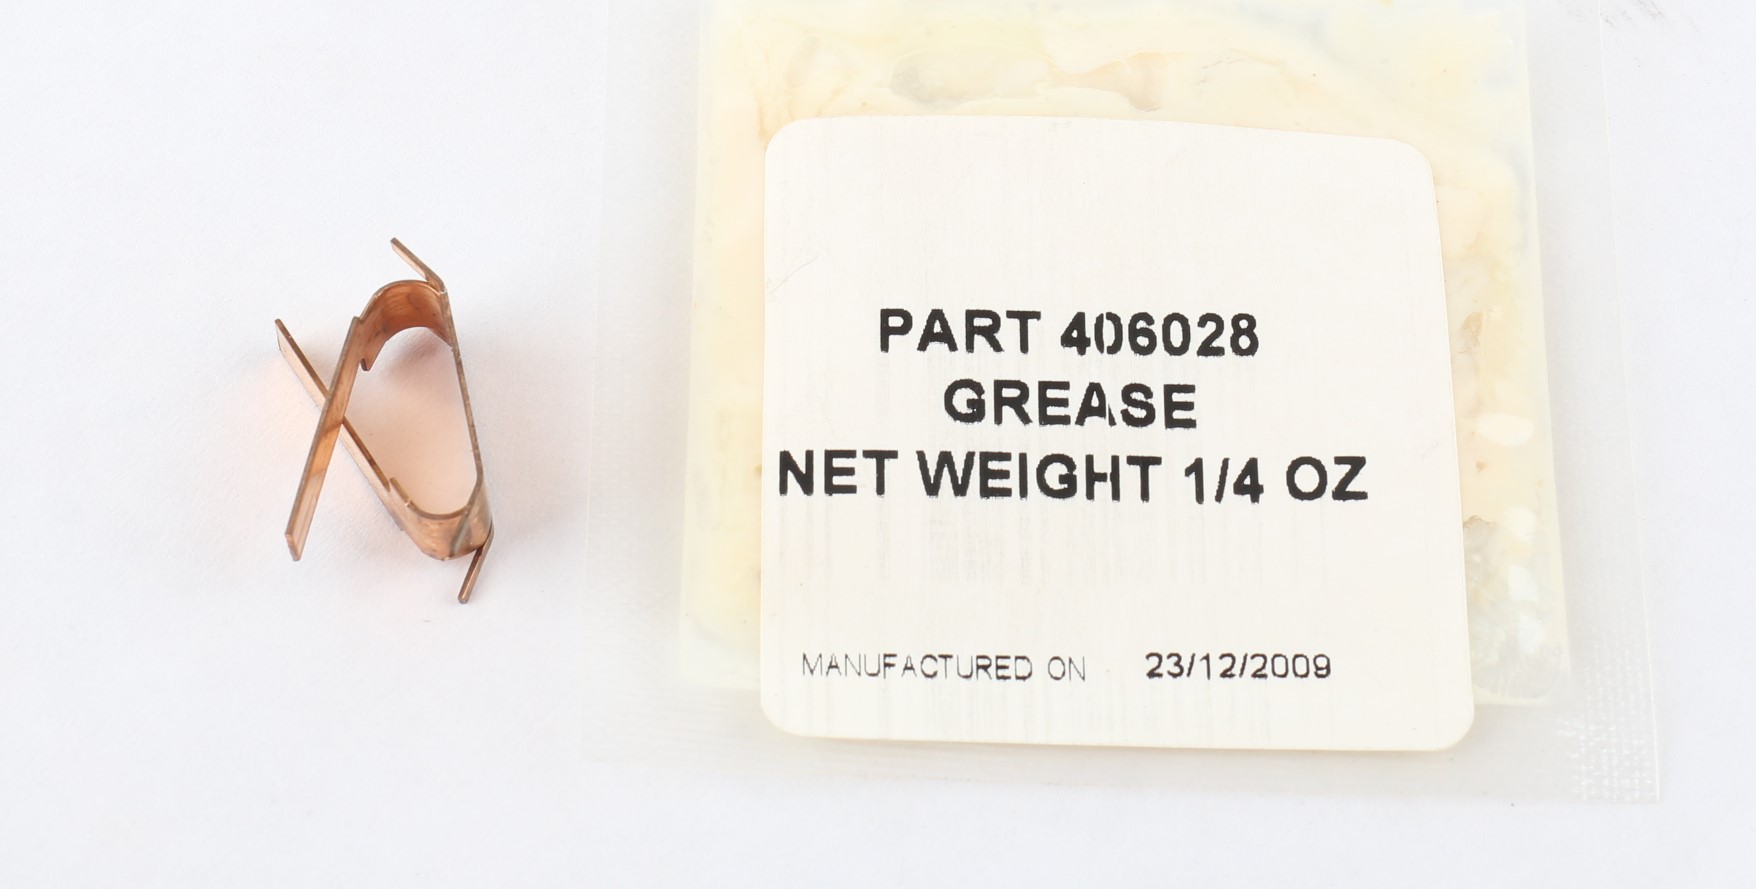 PART 406028
GREASE
NET WEIGHT 1/4 OZ
MANUFACTURED ON 23/12/2009